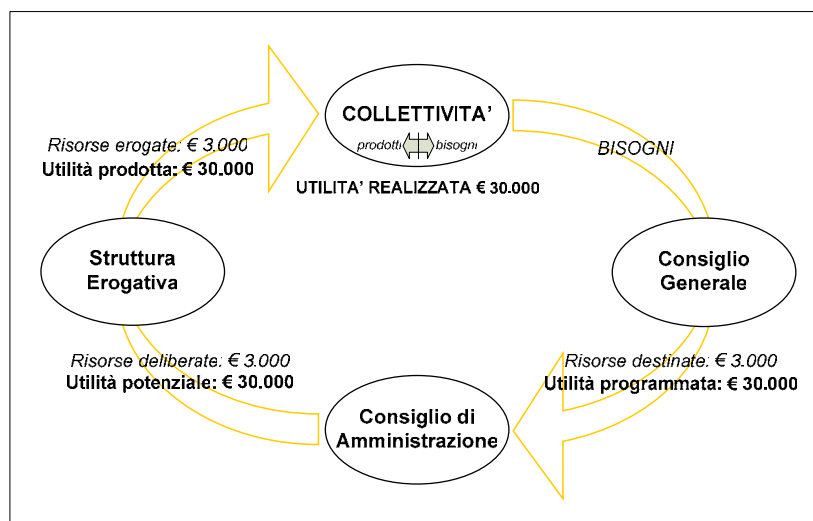 COLLETTIVITA'
prodotti bisogni
UTILITA' REALIZZATA € 30.000
BISOGNI
Consiglio
Generale
Risorse destinate: € 3.000
Utilità programmata: € 30.000
Consiglio di
Amministrazione
Risorse deliberate: € 3.000
Utilità potenziale: € 30.000
Struttura
Erogativa
Risorse erogate: € 3.000
Utilità prodotta: € 30.000